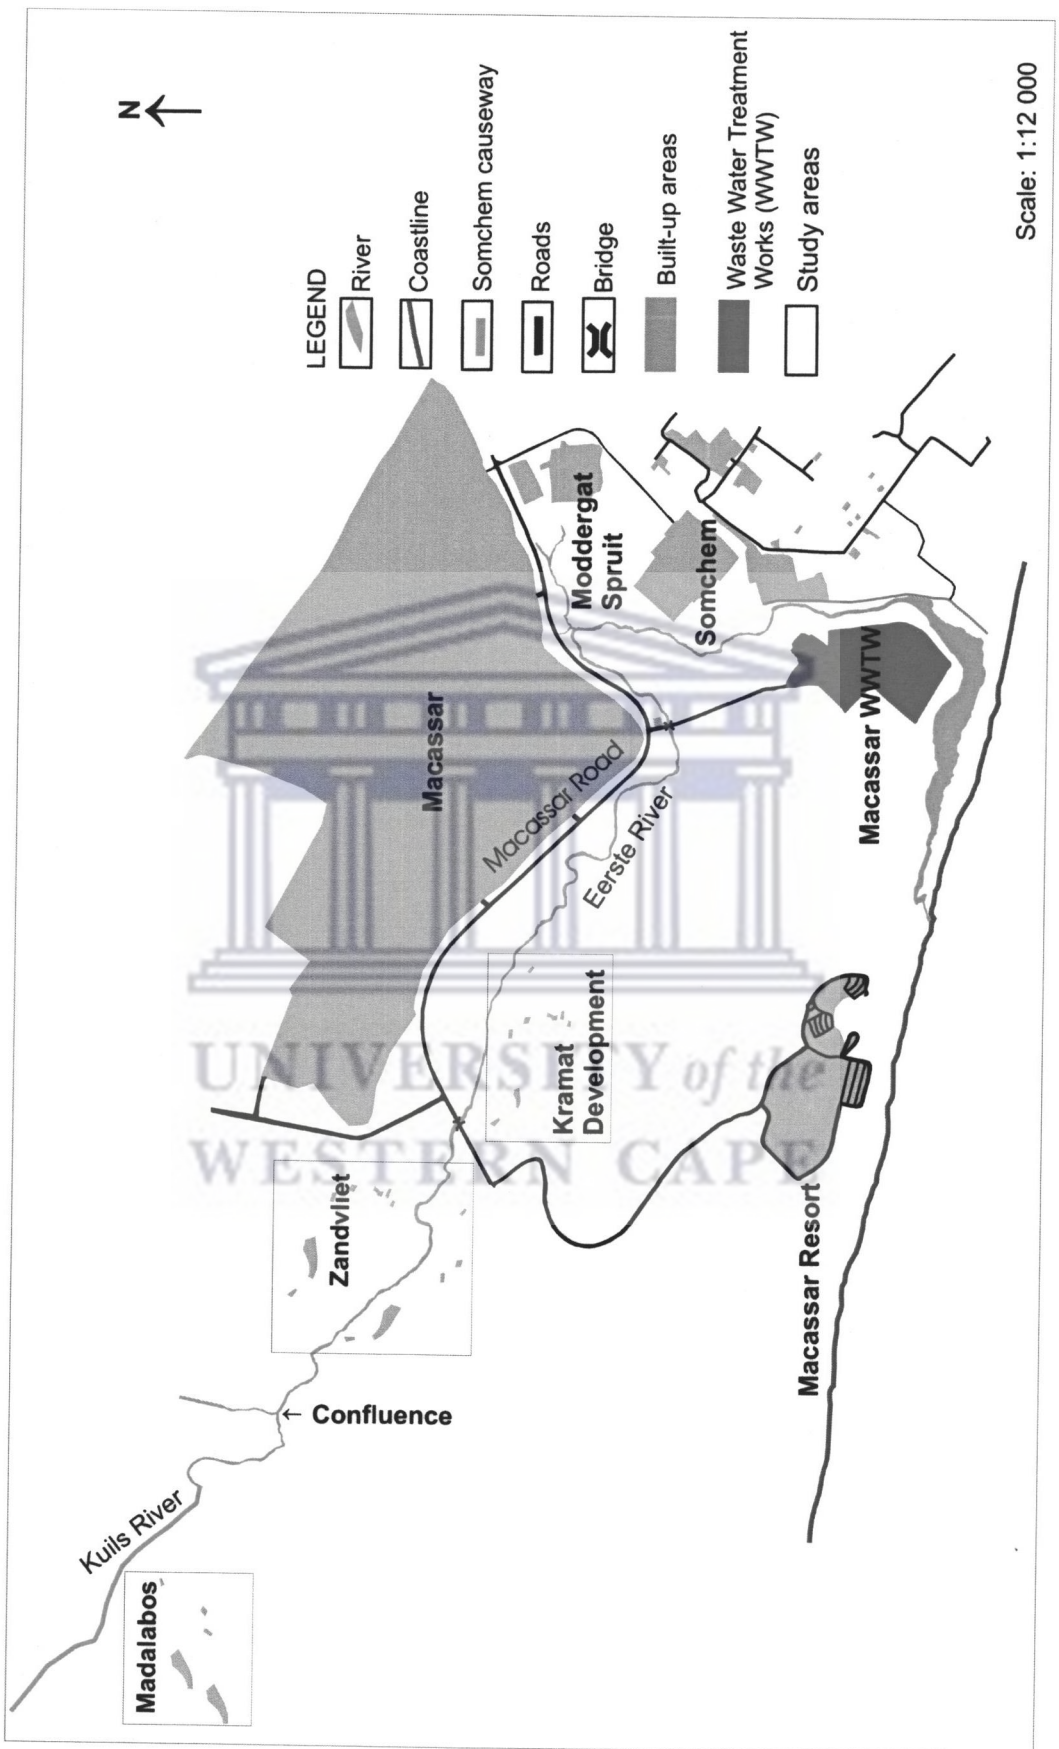 N
LEGEND
River
Coastline
Somchem causeway
Roads
Bridge
Built-up areas
Waste Water Treatment
Works (WWTW)
Study areas
Scale: 1:12 000
Madalabos
Kuils River
Confluence
Zandvliet
Kramat
Development
Macassar
Macassar Road
Eerste River
Moddergat
Spruit
Somchem
Macassar WWTW
Macassar Resort
UNIVERSITY of the
WESTERN CAPE